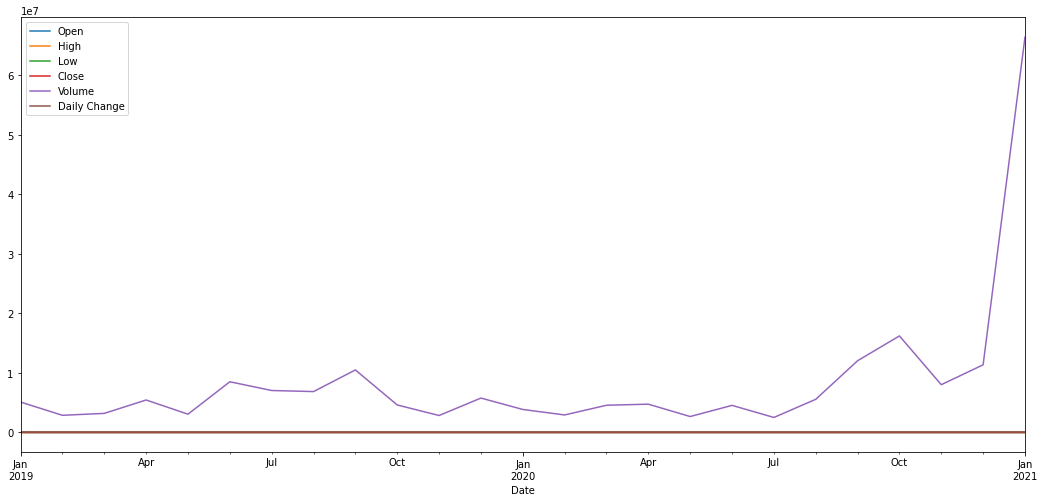 1e7
Open
High
Low
Close
Volume
Daily Change
6
5
4
3
2
1
0
Jan Apr Jul Oct Jan Apr Jul Oct Jan
2019 2020 2021
Date